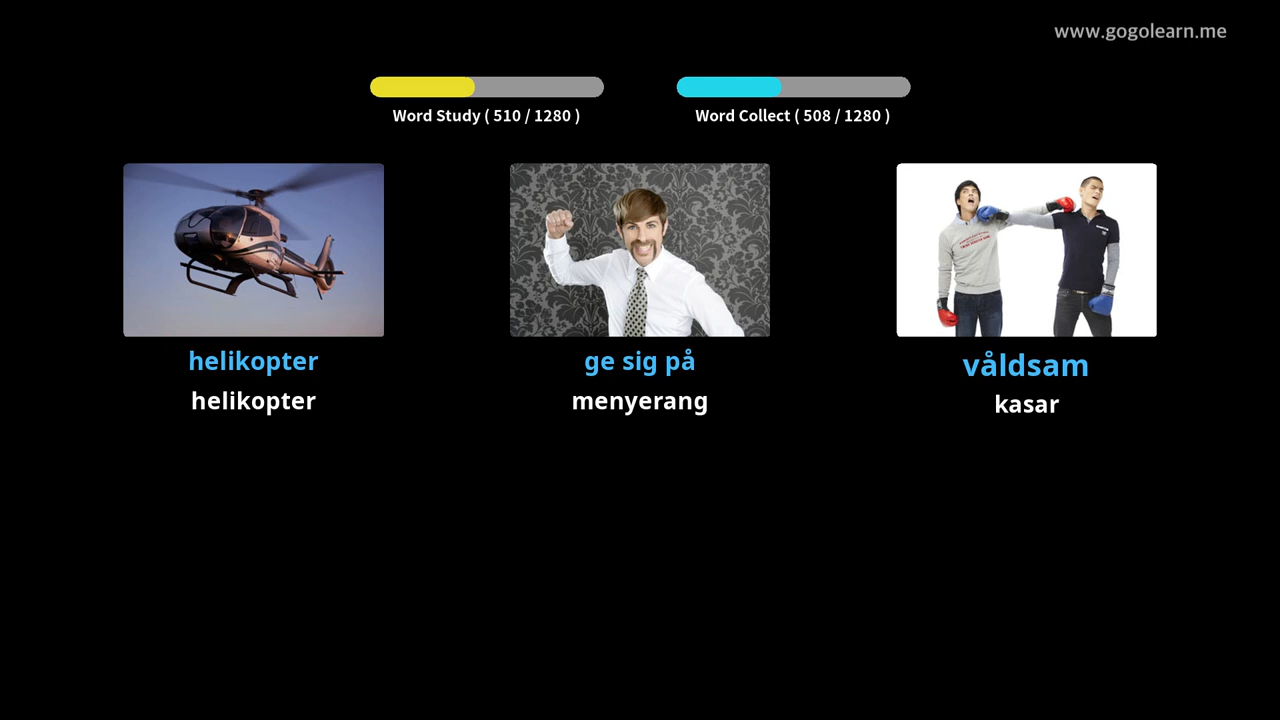 www.gogolearn.me
Word Study ( 510 / 1280 )
Word Collect ( 508 / 1280 )
helikopter
helikopter
ge sig på
menyerang
våldsam
kasar